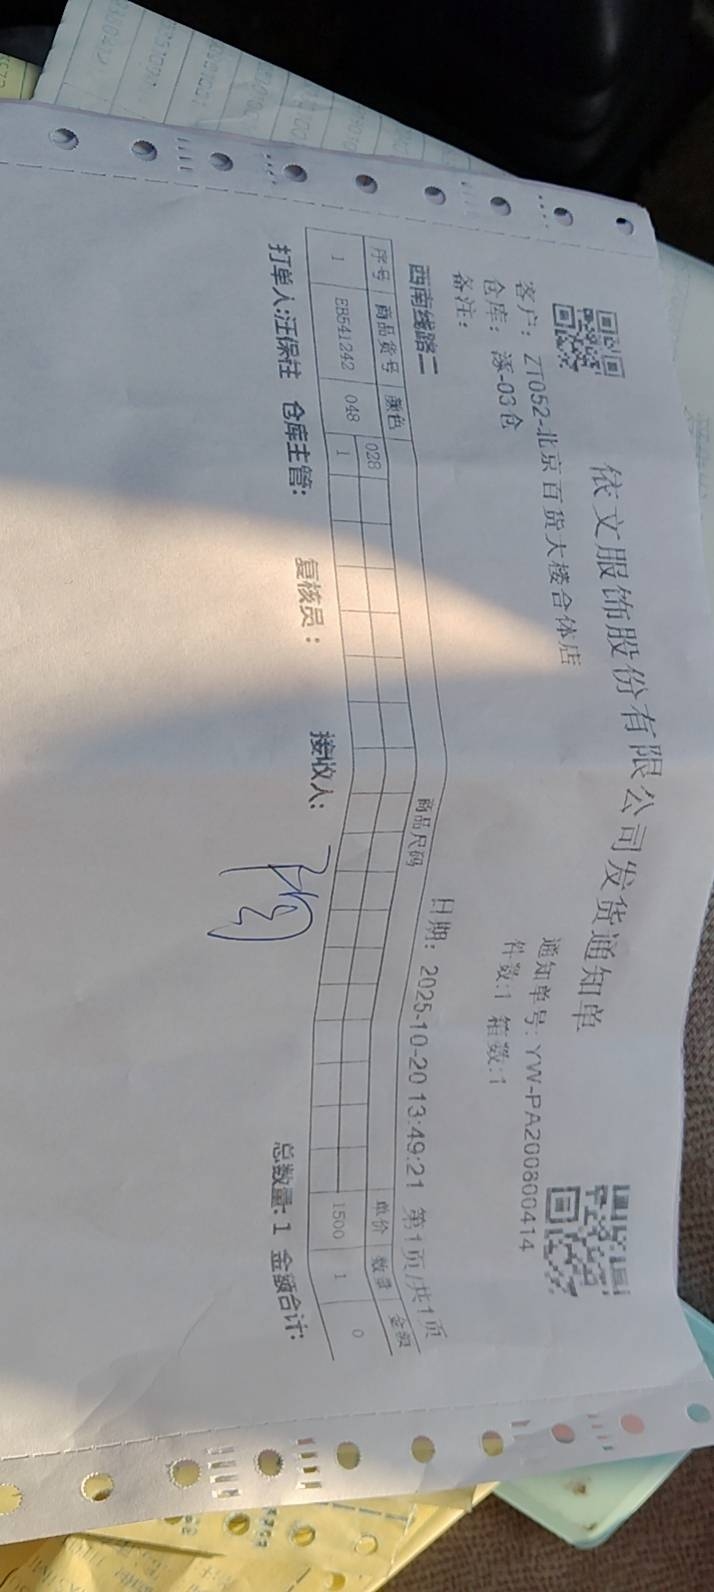 依文服饰股份有限公司发货通知单
客户：ZT052-北京百货大楼合体店 通知单号:YW-PA200800414
仓库：涿-03仓 件数:1 箱数:1
备注：
西南线路二 日期：2025-10-20 13:49:21 第1页/共1页
序号 商品货号 颜色 商品尺码 单价 数量 金额
028
1 EB541242 048 1 1500 1 0
打单人:汪保柱 仓库主管: 复核员： 接收人: 总数量:1 金额合计: